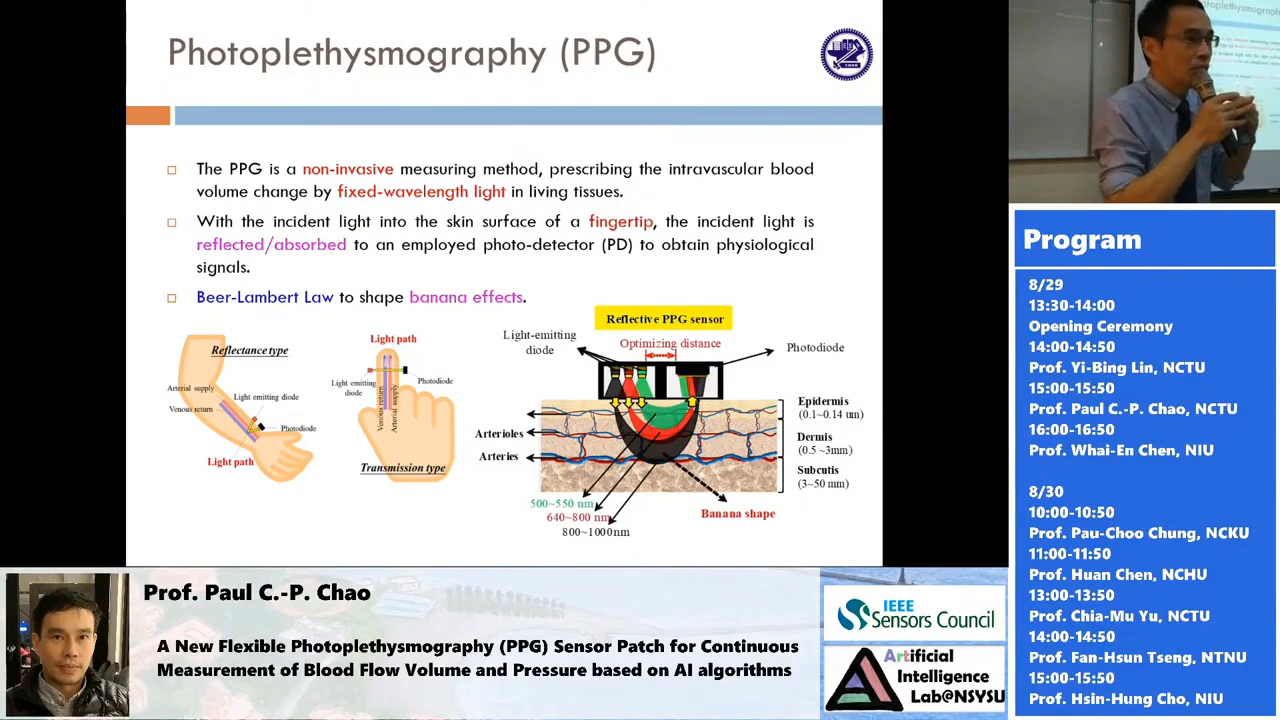 Photoplethysmography (PPG)
1896
The PPG is a non-invasive measuring method, prescribing the intravascular blood
volume change by fixed-wavelength light in living tissues.
With the incident light into the skin surface of a fingertip, the incident light is
reflected/absorbed to an employed photo-detector (PD) to obtain physiological
signals.
Beer-Lambert Law to shape banana effects.
Reflectance type
Arterial supply
Venous return
Light emitting diode
Photodiode
Light path
Light path
Light emitting
diode
Photodiode
Venous return
Arterial supply
Transmission type
Reflective PPG sensor
Light-emitting
diode
Optimizing distance
Photodiode
Arterioles
Arteries
Epidermis
(0.1~0.14 um)
Dermis
(0.5 ~3mm)
Subcutis
(3~50 mm)
500~550 nm
640~800 nm
800~1000nm
Banana shape
Program
8/29
13:30-14:00
Opening Ceremony
14:00-14:50
Prof. Yi-Bing Lin, NCTU
15:00-15:50
Prof. Paul C.-P. Chao, NCTU
16:00-16:50
Prof. Whai-En Chen, NIU
8/30
10:00-10:50
Prof. Pau-Choo Chung, NCKU
11:00-11:50
Prof. Huan Chen, NCHU
13:00-13:50
Prof. Chia-Mu Yu, NCTU
14:00-14:50
Prof. Fan-Hsun Tseng, NTNU
15:00-15:50
Prof. Hsin-Hung Cho, NIU
Prof. Paul C.-P. Chao
A New Flexible Photoplethysmography (PPG) Sensor Patch for Continuous
Measurement of Blood Flow Volume and Pressure based on AI algorithms
IEEE
Sensors Council
Artificial
Intelligence
Lab@NSYSU